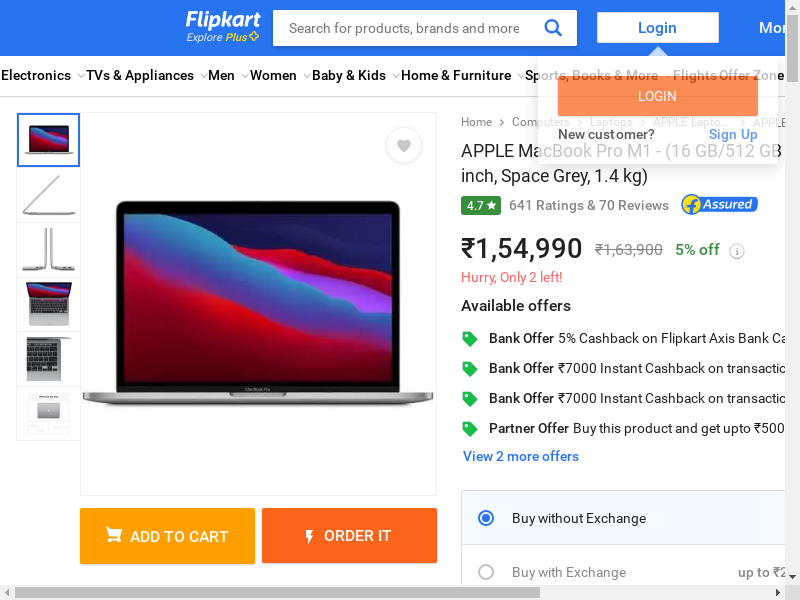 Flipkart
Explore Plus
Search for products, brands and more
Login
Electronics
TVs & Appliances
Men
Women
Baby & Kids
Home & Furniture
Sports, Books & More
Flights
Offer Zone
LOGIN
New customer?
Sign Up
Home
Computers
Laptops
APPLE Lapto...
APPLE MacBook Pro M1 - (16 GB/512 GB
inch, Space Grey, 1.4 kg)
4.7
641 Ratings & 70 Reviews
Assured
₹1,54,990
₹1,63,900
5% off
Hurry, Only 2 left!
Available offers
Bank Offer 5% Cashback on Flipkart Axis Bank
Bank Offer ₹7000 Instant Cashback on
Bank Offer ₹7000 Instant Cashback on
Partner Offer Buy this product and get upto ₹500
View 2 more offers
ADD TO CART
ORDER IT
Buy without Exchange
Buy with Exchange
up to